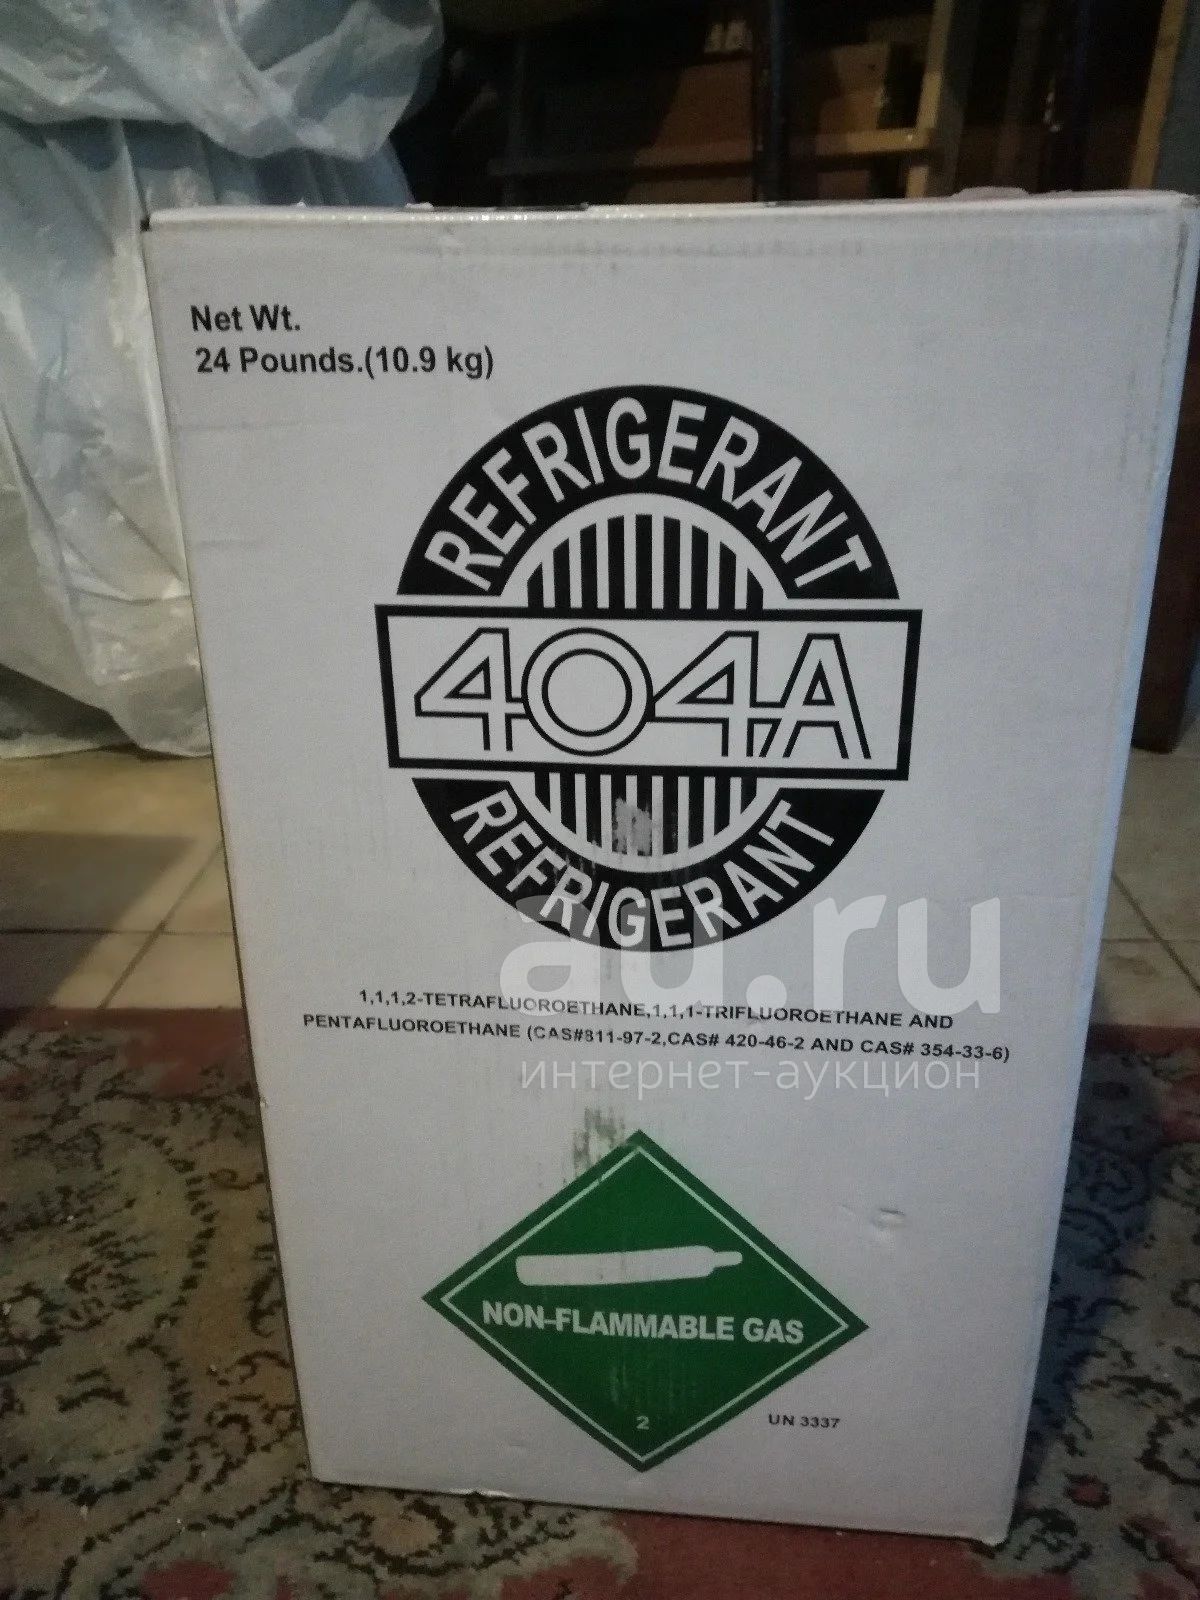 Net Wt.
24 Pounds.(10.9 kg)
REFRIGERANT
404A
REFRIGERANT
au.ru
1,1,1,2-TETRAFLUOROETHANE,1,1,1-TRIFLUOROETHANE AND
PENTAFLUOROETHANE (CAS#811-97-2,CAS# 420-46-2 AND CAS# 354-33-6)
интернет-аукцион
NON-FLAMMABLE GAS
2
UN 3337